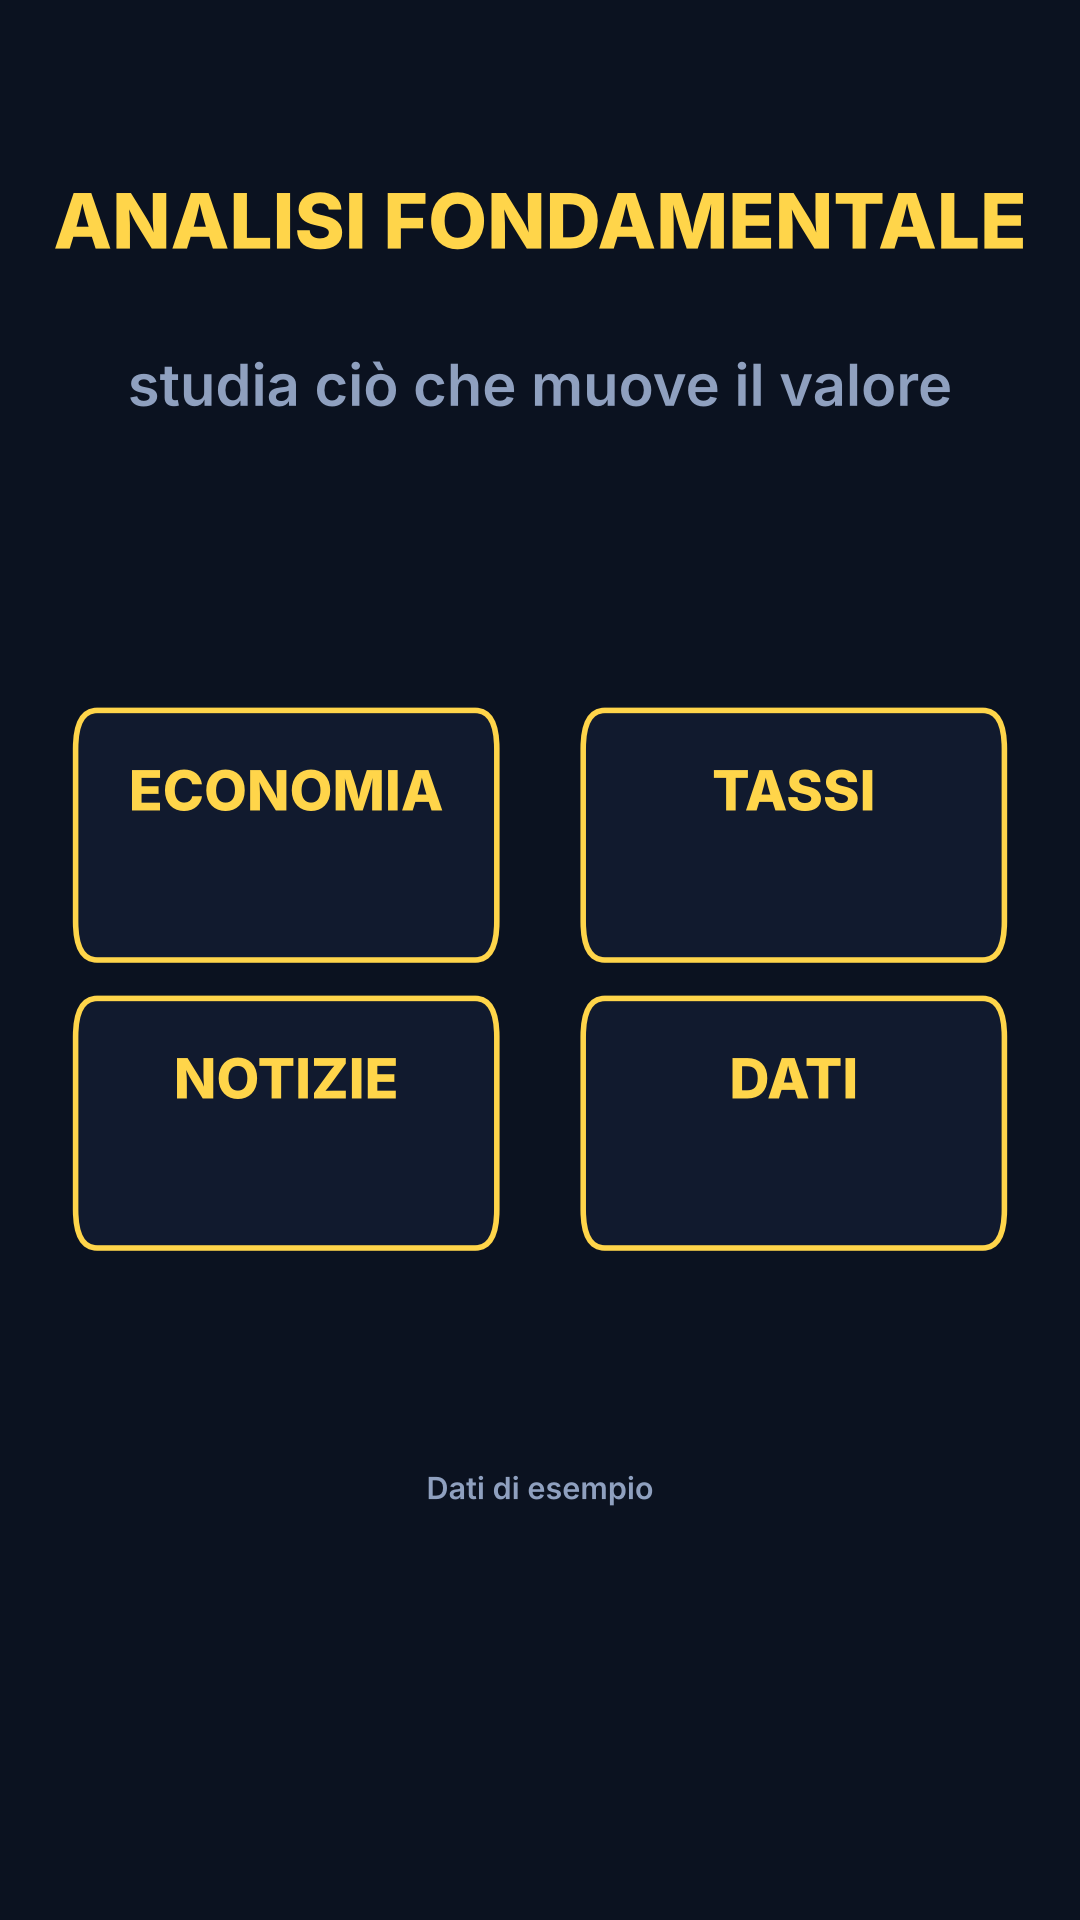 ANALISI FONDAMENTALE
studia ciò che muove il valore
ECONOMIA
TASSI
NOTIZIE
DATI
Dati di esempio